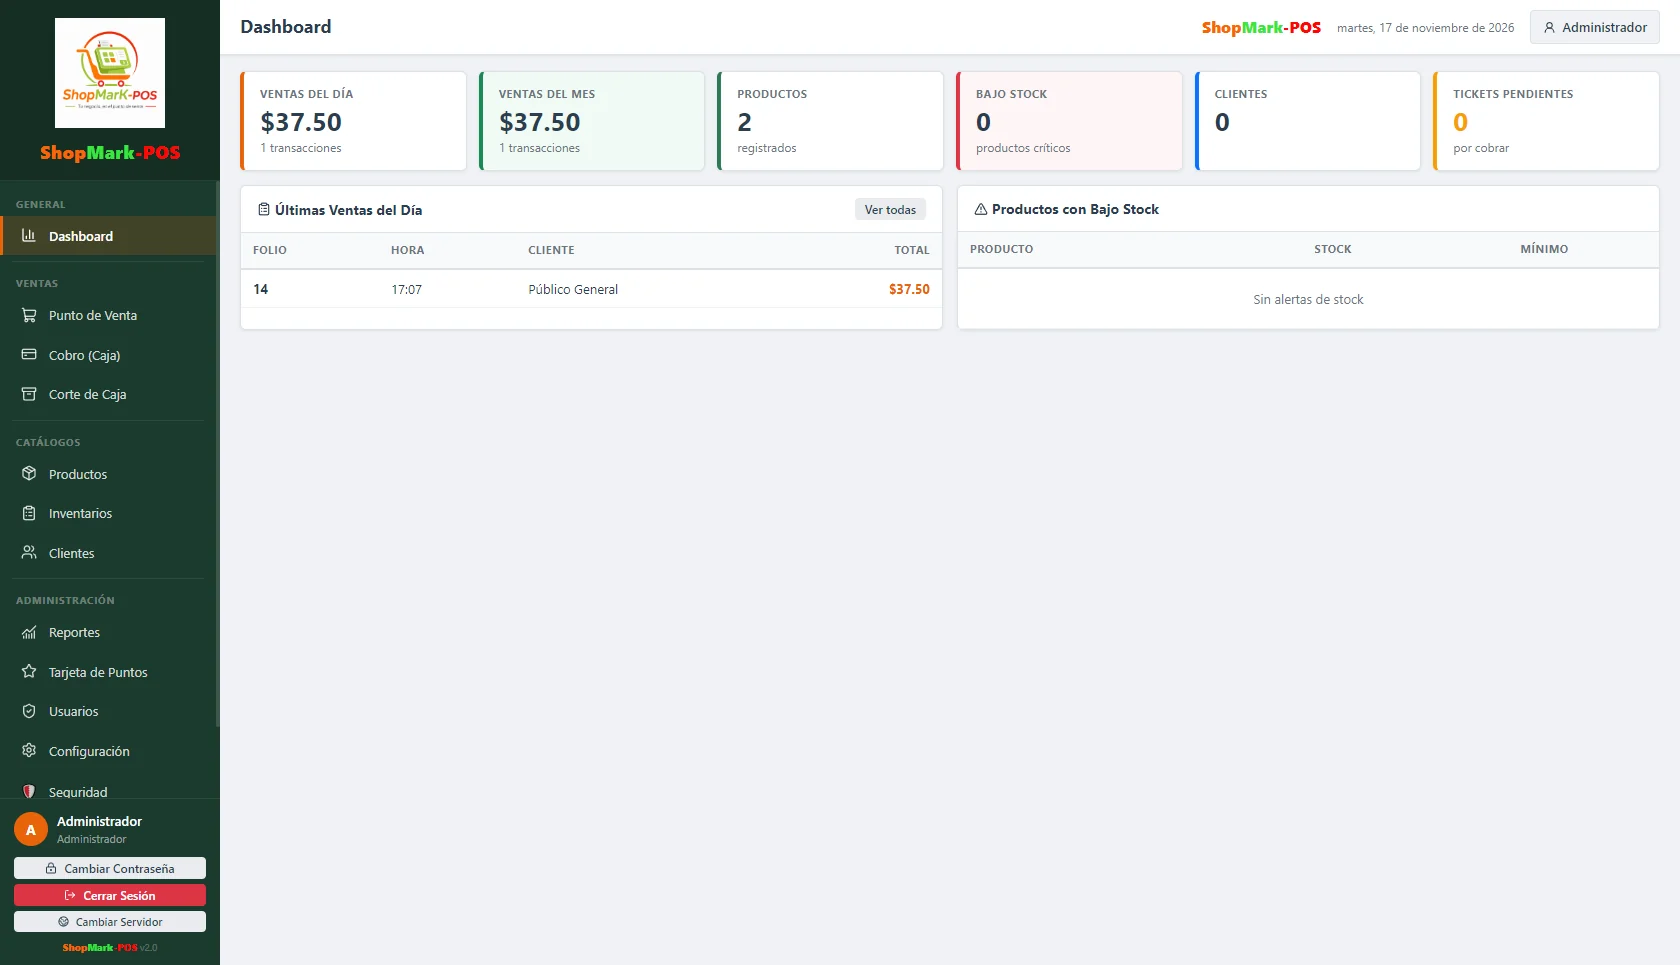 ShopMarK-POS
ShopMark-POS
GENERAL
Dashboard
VENTAS
Punto de Venta
Cobro (Caja)
Corte de Caja
CATÁLOGOS
Productos
Inventarios
Clientes
ADMINISTRACIÓN
Reportes
Tarjeta de Puntos
Usuarios
Configuración
Seguridad
A
Administrador
Administrador
Cambiar Contraseña
Cerrar Sesión
Cambiar Servidor
ShopMark-POS v2.0
Dashboard
ShopMark-POS
martes, 17 de noviembre de 2026
Administrador
VENTAS DEL DÍA
$37.50
1 transacciones
VENTAS DEL MES
$37.50
1 transacciones
PRODUCTOS
2
registrados
BAJO STOCK
0
productos críticos
CLIENTES
0
TICKETS PENDIENTES
0
por cobrar
Últimas Ventas del Día
Ver todas
FOLIO HORA CLIENTE TOTAL
14 17:07 Público General $37.50
Productos con Bajo Stock
PRODUCTO STOCK MÍNIMO
Sin alertas de stock